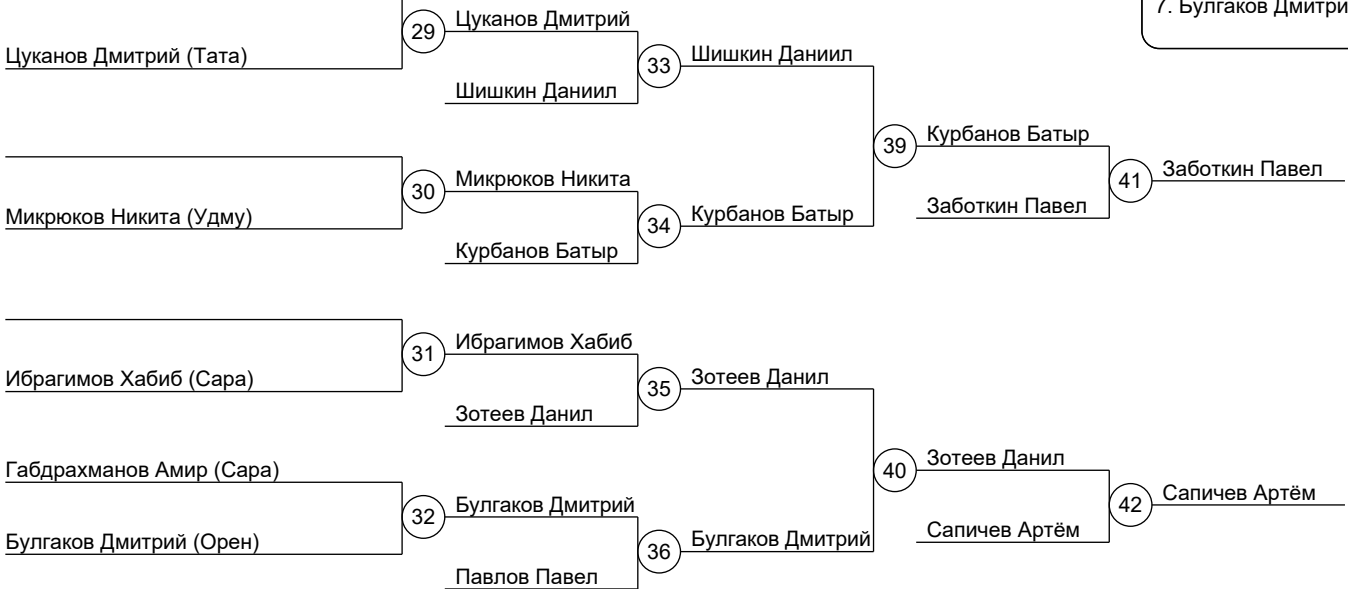 7. Булгаков Дмитри
Цуканов Дмитрий
29
Цуканов Дмитрий (Тата)
Шишкин Даниил
33
Шишкин Даниил
Курбанов Батыр
39
Заботкин Павел
41
Микрюков Никита
30
Микрюков Никита (Удму)
Курбанов Батыр
34
Заботкин Павел
Курбанов Батыр
Ибрагимов Хабиб
31
Ибрагимов Хабиб (Сара)
Зотеев Данил
35
Зотеев Данил
Зотеев Данил
40
Габдрахманов Амир (Сара)
Сапичев Артём
42
Булгаков Дмитрий
32
Булгаков Дмитрий (Орен)
Булгаков Дмитрий
36
Сапичев Артём
Павлов Павел